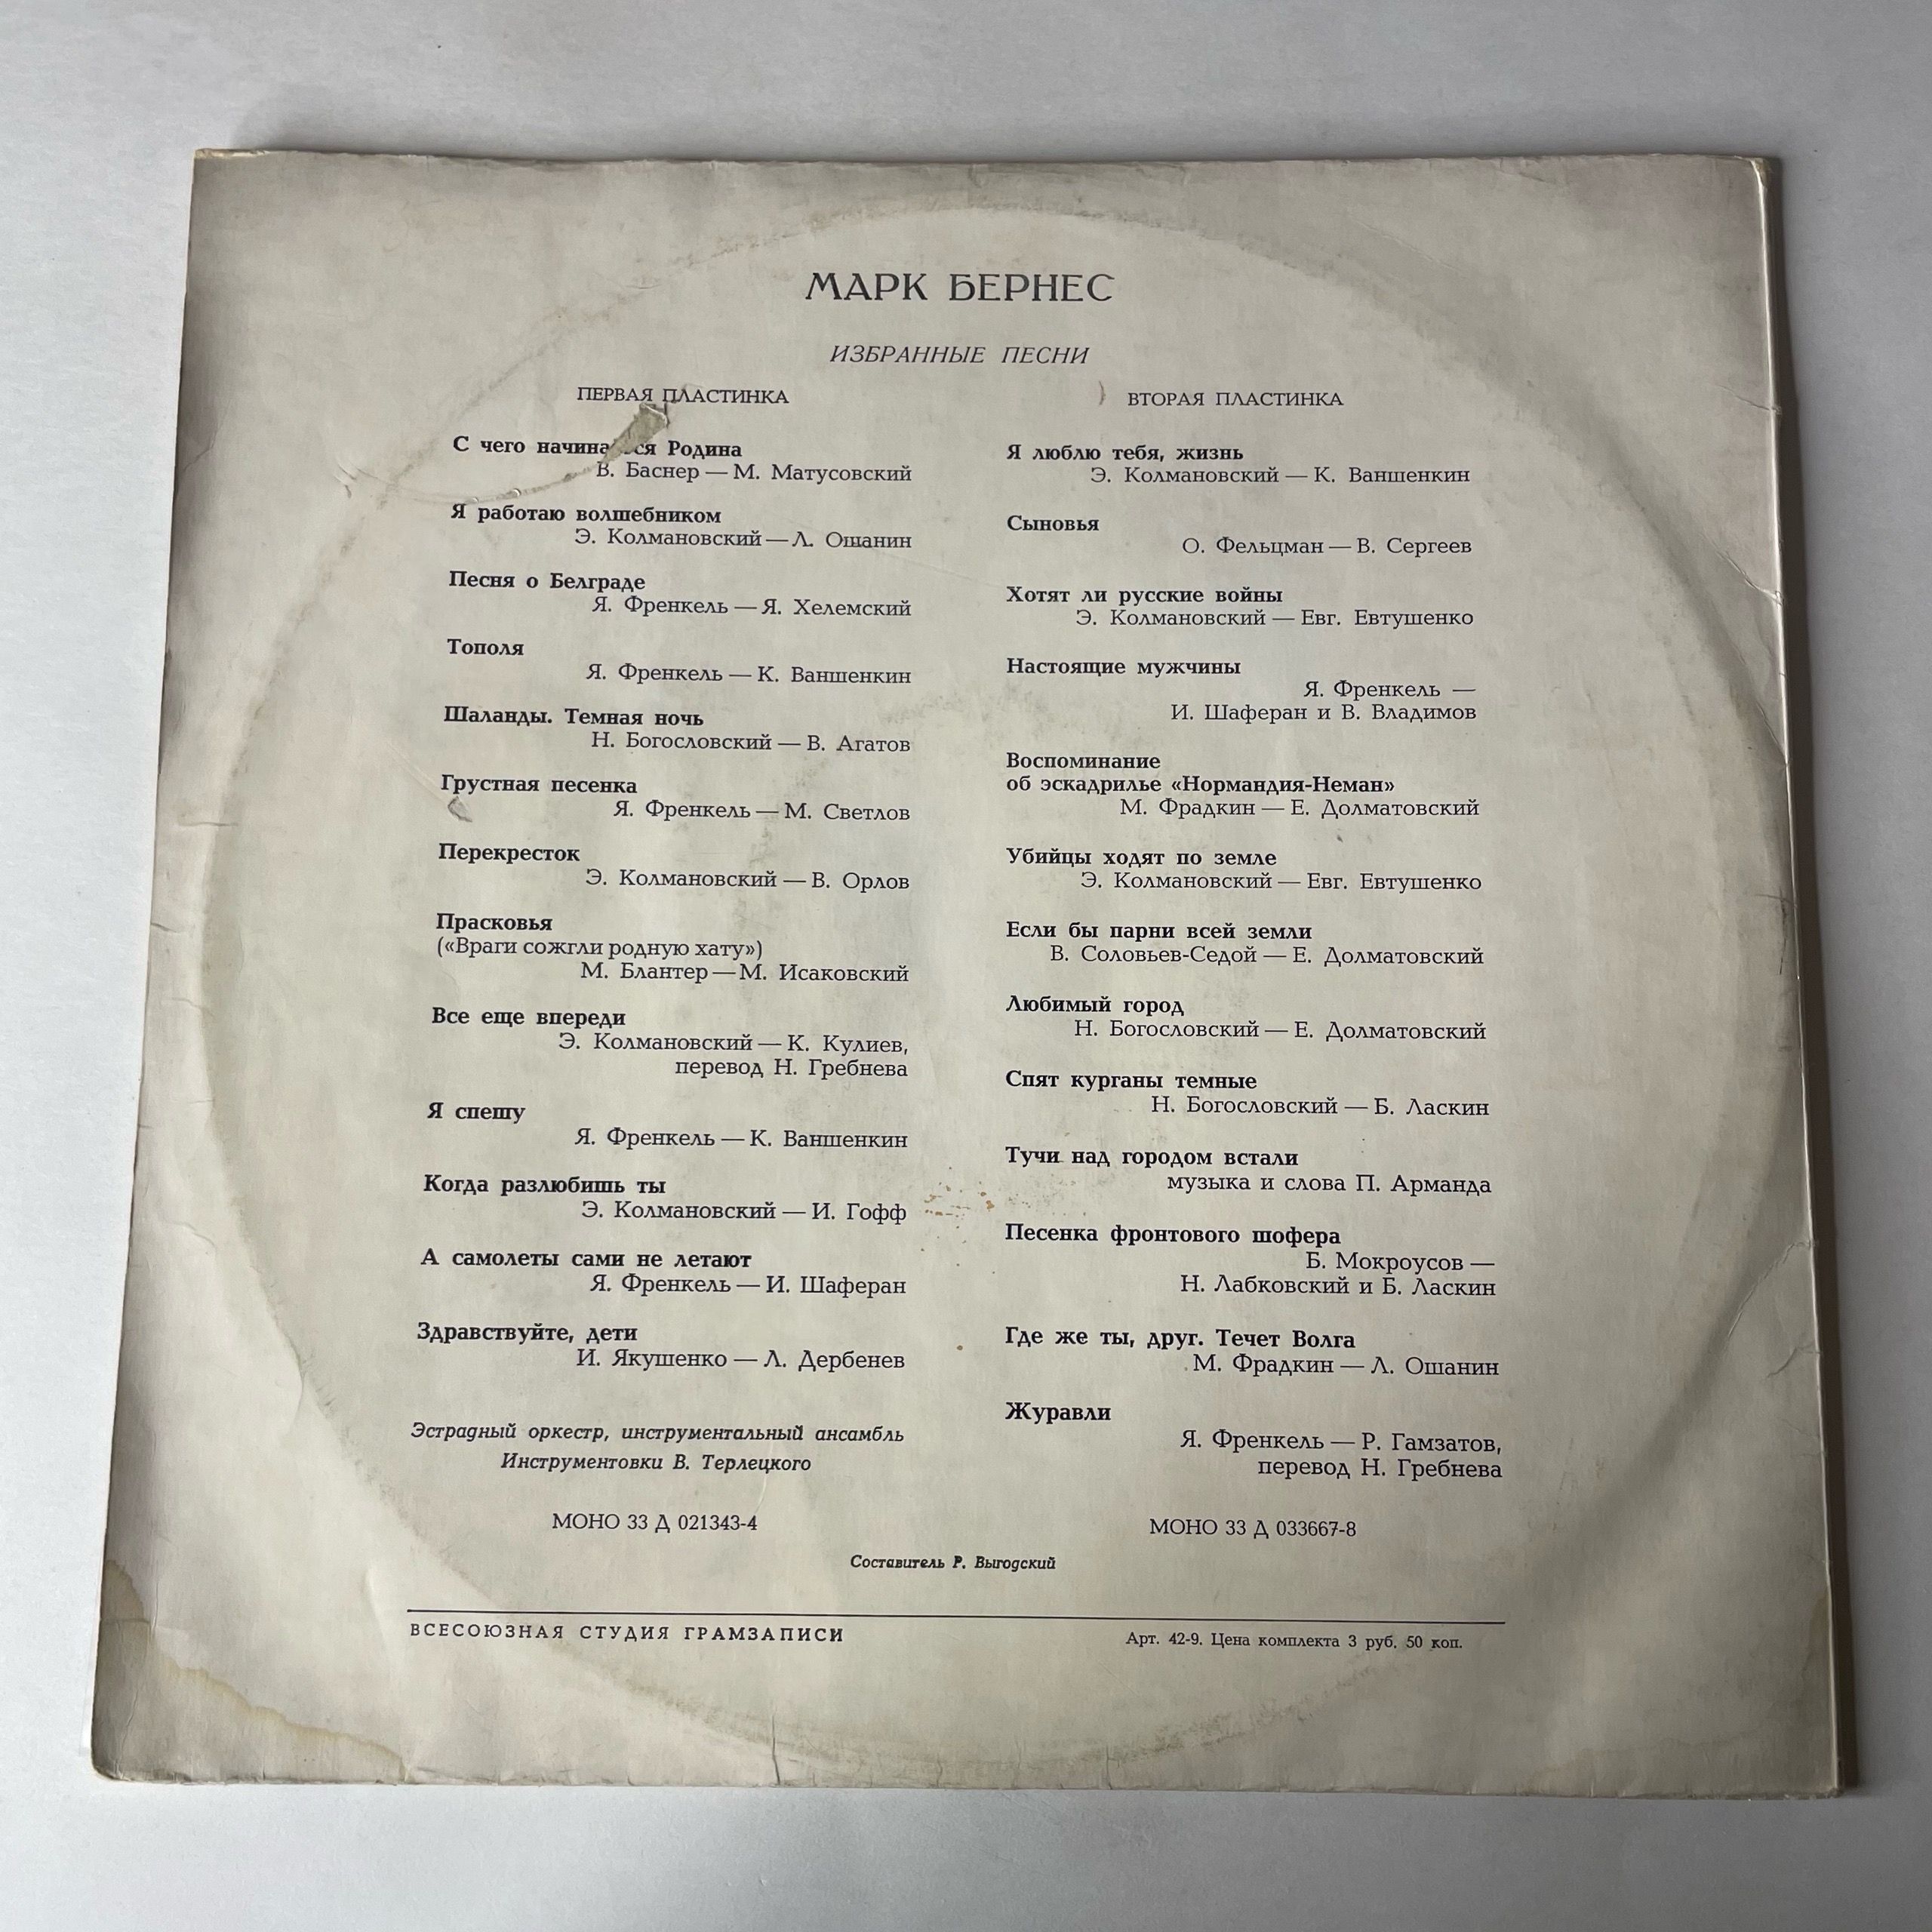 МАРК БЕРНЕС
ИЗБРАННЫЕ ПЕСНИ
ПЕРВАЯ ПЛАСТИНКА
С чего Родина
В. Баснер — М. Матусовский
Я работаю волшебником
Э. Колмановский — Л. Ошанин
Песня о Белграде
Я. Френкель — Я. Хелемский
Тополя
Я. Френкель — К. Ваншенкин
Шаланды. Темная ночь
Н. Богословский — В. Агатов
Грустная песенка
Я. Френкель — М. Светлов
Перекресток
Э. Колмановский — В. Орлов
Прасковья
(«Враги сожгли родную хату»)
М. Блантер — М. Исаковский
Все еще впереди
Э. Колмановский — К. Кулиев,
перевод Н. Гребнева
Я спешу
Я. Френкель — К. Ваншенкин
Когда разлюбишь ты
Э. Колмановский — И. Гофф
А самолеты сами не летают
Я. Френкель — И. Шаферан
Здравствуйте, дети
И. Якушенко — Л. Дербенев
Эстрадный оркестр, инструментальный ансамбль
Инструментовки В. Терлецкого
МОНО 33 Д 021343-4
ВТОРАЯ ПЛАСТИНКА
Я люблю тебя, жизнь
Э. Колмановский — К. Ваншенкин
Сыновья
О. Фельцман — В. Сергеев
Хотят ли русские войны
Э. Колмановский — Евг. Евтушенко
Настоящие мужчины
Я. Френкель —
И. Шаферан и В. Владимов
Воспоминание
об эскадрилье «Нормандия-Неман»
М. Фрадкин — Е. Долматовский
Убийцы ходят по земле
Э. Колмановский — Евг. Евтушенко
Если бы парни всей земли
В. Соловьев-Седой — Е. Долматовский
Любимый город
Н. Богословский — Е. Долматовский
Спят курганы темные
Н. Богословский — Б. Ласкин
Тучи над городом встали
музыка и слова П. Арманда
Песенка фронтового шофера
Б. Мокроусов —
Н. Лабковский и Б. Ласкин
Где же ты, друг. Течет Волга
М. Фрадкин — Л. Ошанин
Журавли
Я. Френкель — Р. Гамзатов,
перевод Н. Гребнева
МОНО 33 Д 033667-8
Составитель Р. Выгодский
ВСЕСОЮЗНАЯ СТУДИЯ ГРАМЗАПИСИ
Арт. 42-9. Цена комплекта 3 руб. 50 коп.